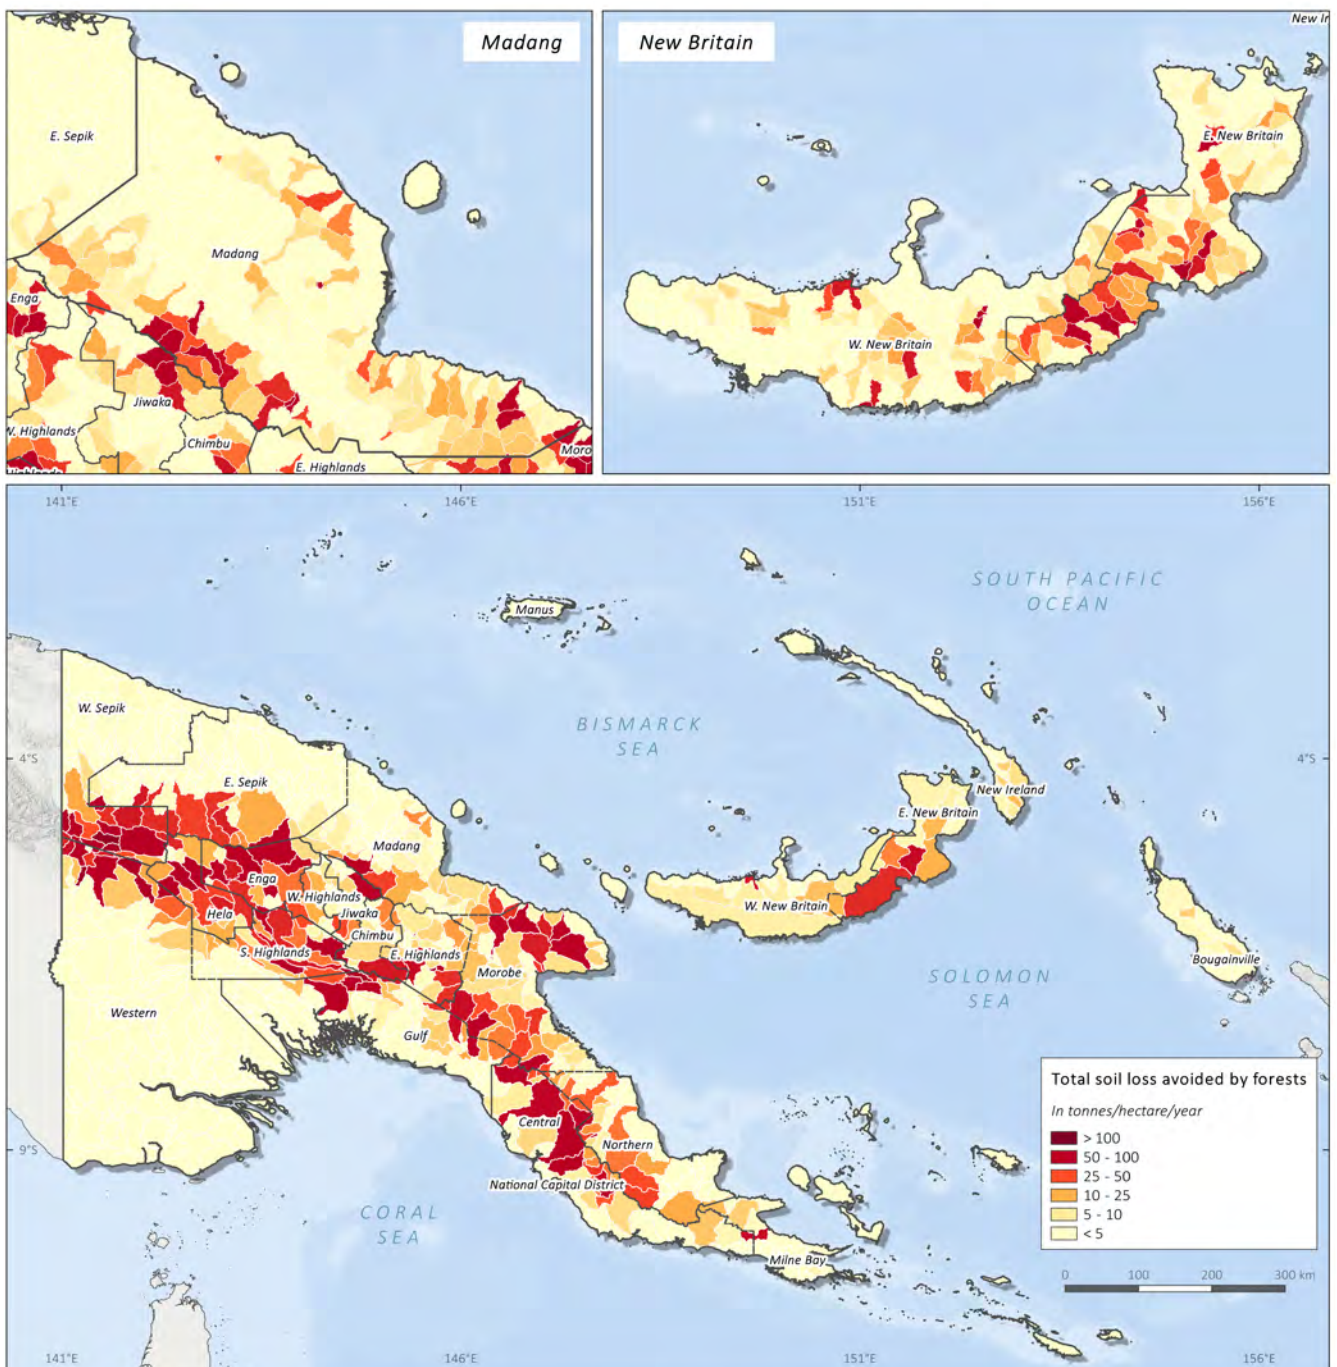 Madang
New Britain
New Ir
E. Sepik
Madang
Enga
Jiwaka
W. Highlands
Chimbu
E. Highlands
Moro
Highlands
E. New Britain
W. New Britain
141°E
146°E
151°E
156°E
SOUTH PACIFIC
OCEAN
Manus
W. Sepik
BISMARCK
SEA
4°S
4°S
E. Sepik
New Ireland
E. New Britain
Madang
Enga
W. Highlands
W. New Britain
Hela
Jiwaka
Chimbu
S. Highlands
E. Highlands
Morobe
Bougainville
SOLOMON
SEA
Western
Gulf
Total soil loss avoided by forests
In tonnes/hectare/year
> 100
50 - 100
25 - 50
10 - 25
5 - 10
< 5
Central
Northern
9°S
National Capital District
CORAL
SEA
Milne Bay
0 100 200 300 km
141°E
146°E
151°E
156°E